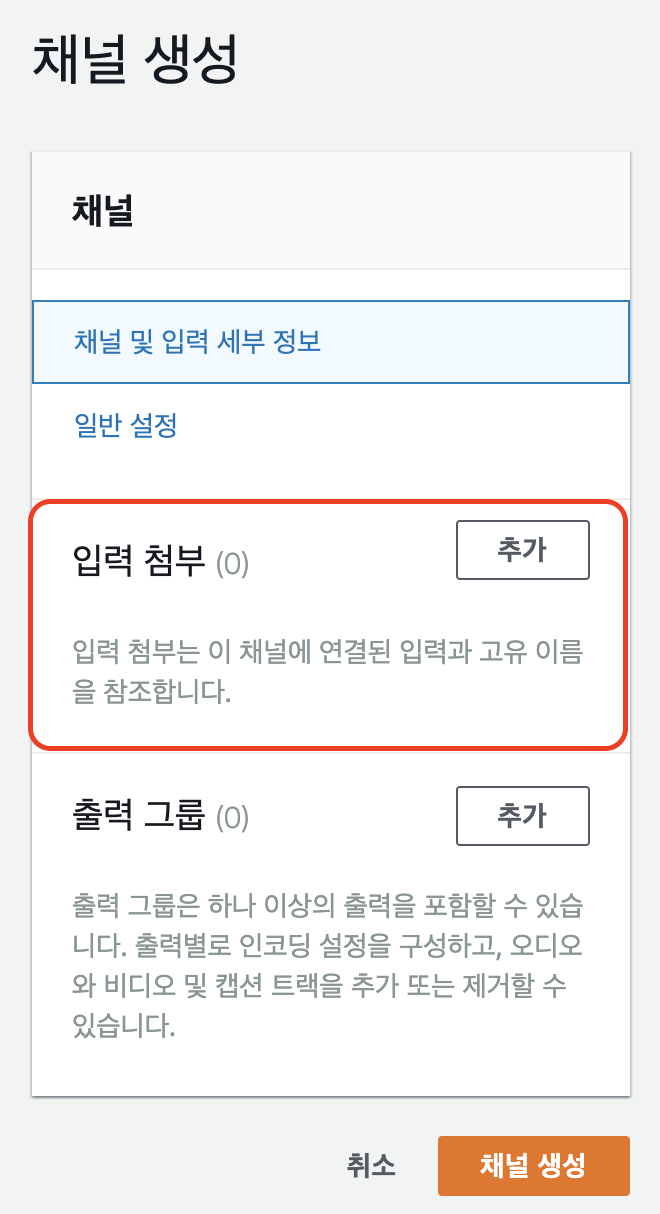 채널 생성
채널
채널 및 입력 세부 정보
일반 설정
입력 첨부 (0)
추가
입력 첨부는 이 채널에 연결된 입력과 고유 이름
을 참조합니다.
출력 그룹 (0)
추가
출력 그룹은 하나 이상의 출력을 포함할 수 있습
니다. 출력별로 인코딩 설정을 구성하고, 오디오
와 비디오 및 캡션 트랙을 추가 또는 제거할 수
있습니다.
취소
채널 생성